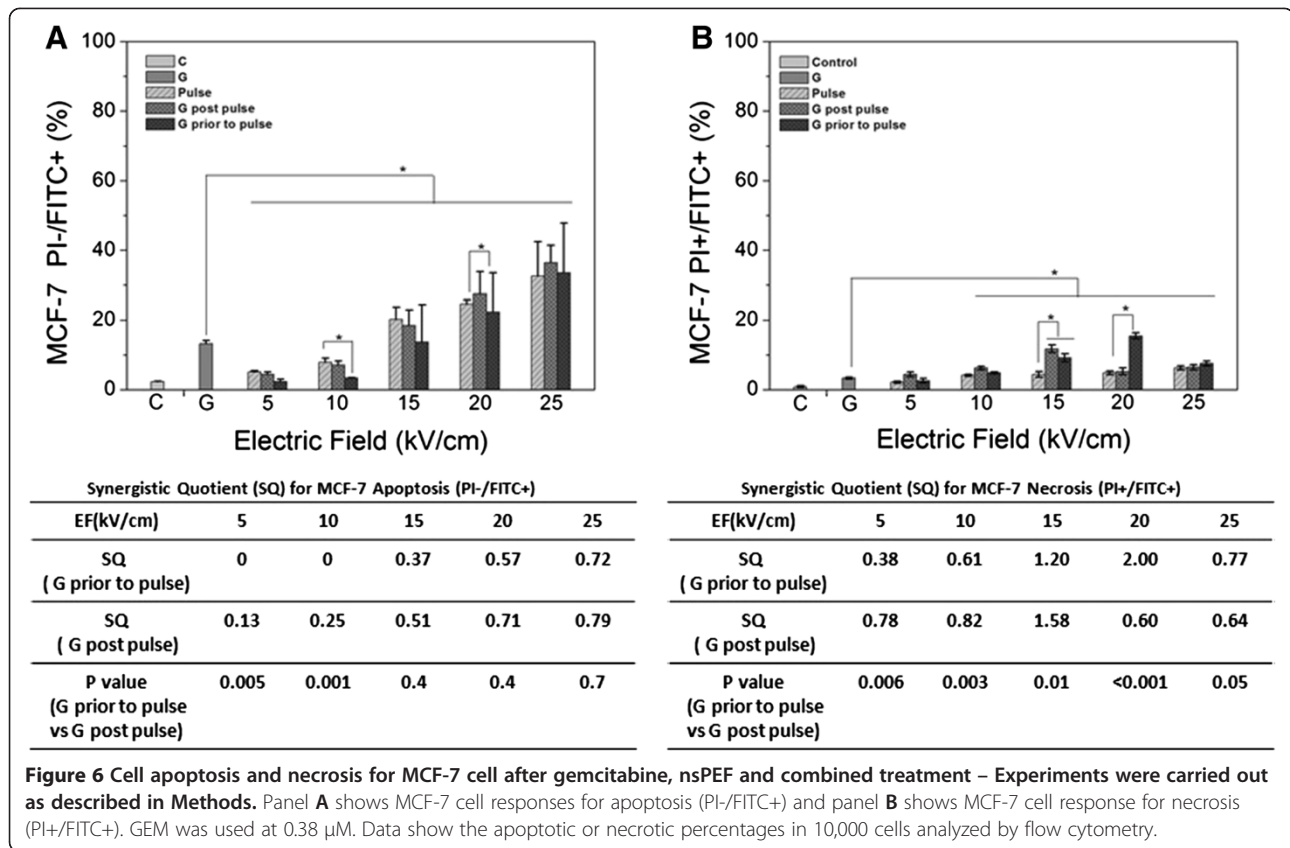 A
100
80
60
40
20
0
MCF-7 PI-/FITC+ (%)
C
G
Pulse
G post pulse
G prior to pulse
*
*
*
C G 5 10 15 20 25
Electric Field (kV/cm)
B
100
80
60
40
20
0
MCF-7 PI+/FITC+ (%)
Control
G
Pulse
G post pulse
G prior to pulse
*
*
*
C G 5 10 15 20 25
Electric Field (kV/cm)
Synergistic Quotient (SQ) for MCF-7 Apoptosis (PI-/FITC+)
EF(kV/cm) 5 10 15 20 25
SQ
( G prior to pulse) 0 0 0.37 0.57 0.72
SQ
( G post pulse) 0.13 0.25 0.51 0.71 0.79
P value 0.005 0.001 0.4 0.4 0.7
(G prior to pulse
vs G post pulse)
Synergistic Quotient (SQ) for MCF-7 Necrosis (PI+/FITC+)
EF(kV/cm) 5 10 15 20 25
SQ
( G prior to pulse) 0.38 0.61 1.20 2.00 0.77
SQ
( G post pulse) 0.78 0.82 1.58 0.60 0.64
P value 0.006 0.003 0.01 <0.001 0.05
(G prior to pulse
vs G post pulse)
Figure 6 Cell apoptosis and necrosis for MCF-7 cell after gemcitabine, nsPEF and combined treatment – Experiments were carried out
as described in Methods. Panel A shows MCF-7 cell responses for apoptosis (PI-/FITC+) and panel B shows MCF-7 cell response for necrosis
(PI+/FITC+). GEM was used at 0.38 μM. Data show the apoptotic or necrotic percentages in 10,000 cells analyzed by flow cytometry.